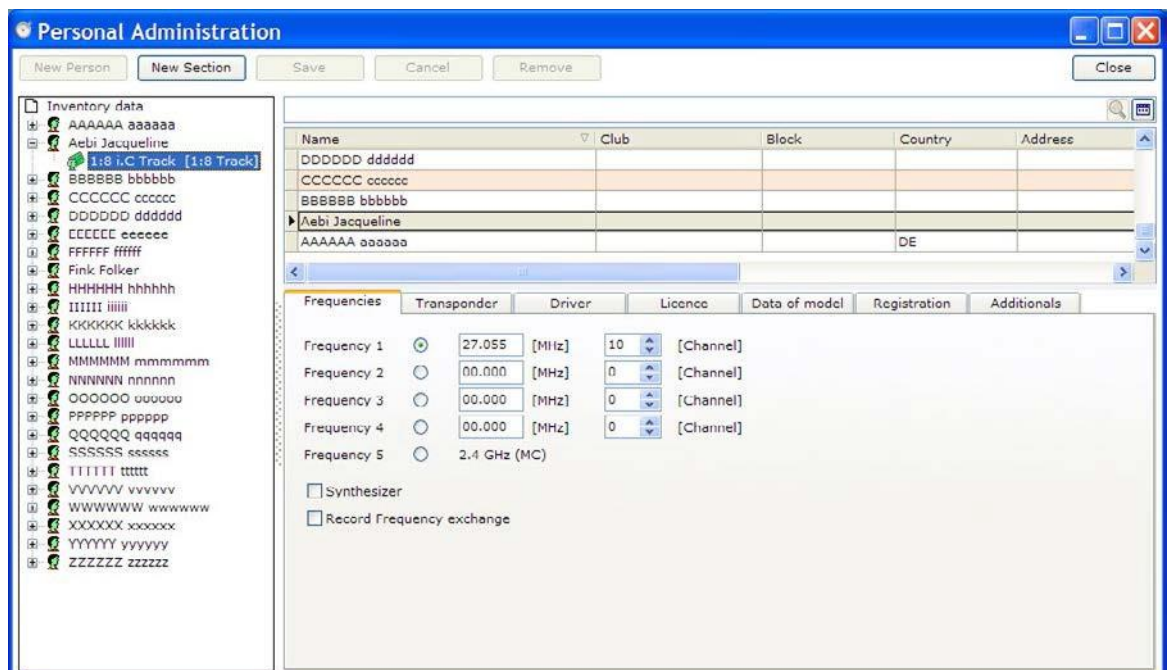 Personal Administration
New Person New Section Save Cancel Remove Close
Inventory data
AAAAAA aaaaaa
Aebi Jacqueline
1:8 i.C Track [1:8 Track]
BBBBBB bbbbbb
CCCCCC cccccc
DDDDDD dddddd
EEEEEE eeeeee
FFFFFF ffffff
Fink Folker
HHHHHH hhhhhh
IIIIII iiiiii
KKKKKK kkkkkk
LLLLLL llllll
MMMMMM mmmmmm
NNNNNN nnnnnn
OOOOOO oooooo
PPPPPP pppppp
QQQQQQ qqqqqq
SSSSSS ssssss
TTTTTT tttttt
VVVVVV vvvvvv
WWWWWW wwwwww
XXXXXX xxxxxx
YYYYYY yyyyyy
ZZZZZZ zzzzzz
Name Club Block Country Address
DDDDDD dddddd
CCCCCC cccccc
BBBBBB bbbbbb
Aebi Jacqueline
AAAAAA aaaaaa DE
Frequencies Transponder Driver Licence Data of model Registration Additionals
Frequency 1 27.055 [MHz] 10 [Channel]
Frequency 2 00.000 [MHz] 0 [Channel]
Frequency 3 00.000 [MHz] 0 [Channel]
Frequency 4 00.000 [MHz] 0 [Channel]
Frequency 5 2.4 GHz (MC)
Synthesizer
Record Frequency exchange